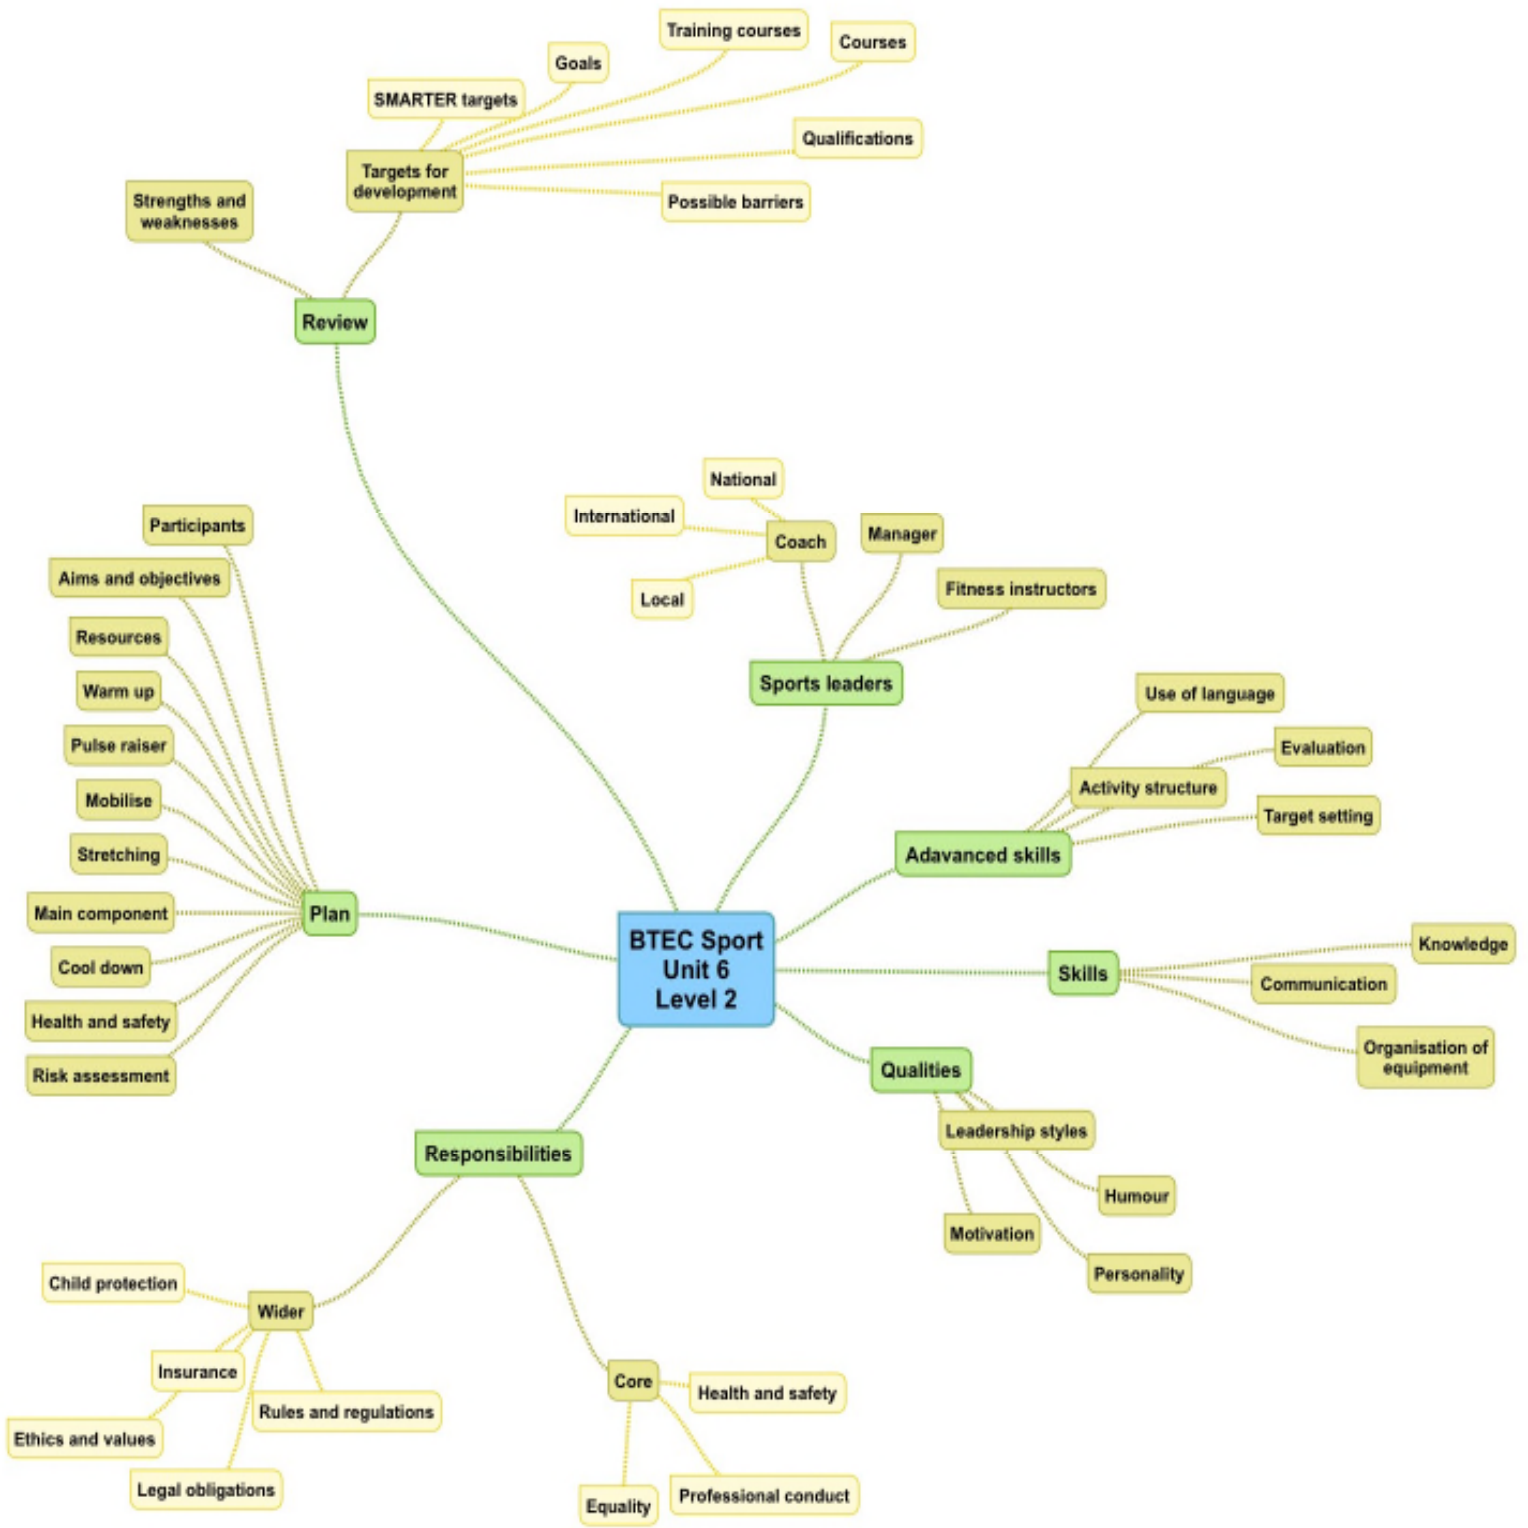 Training courses
Courses
Goals
SMARTER targets
Qualifications
Targets for
development
Possible barriers
Strengths and
weaknesses
Review
National
International
Coach
Manager
Local
Fitness instructors
Sports leaders
Participants
Aims and objectives
Resources
Warm up
Pulse raiser
Mobilise
Stretching
Main component
Cool down
Health and safety
Risk assessment
Plan
Use of language
Evaluation
Activity structure
Target setting
Adavanced skills
BTEC Sport
Unit 6
Level 2
Skills
Knowledge
Communication
Organisation of
equipment
Qualities
Leadership styles
Humour
Motivation
Personality
Responsibilities
Child protection
Wider
Insurance
Rules and regulations
Ethics and values
Legal obligations
Core
Health and safety
Professional conduct
Equality